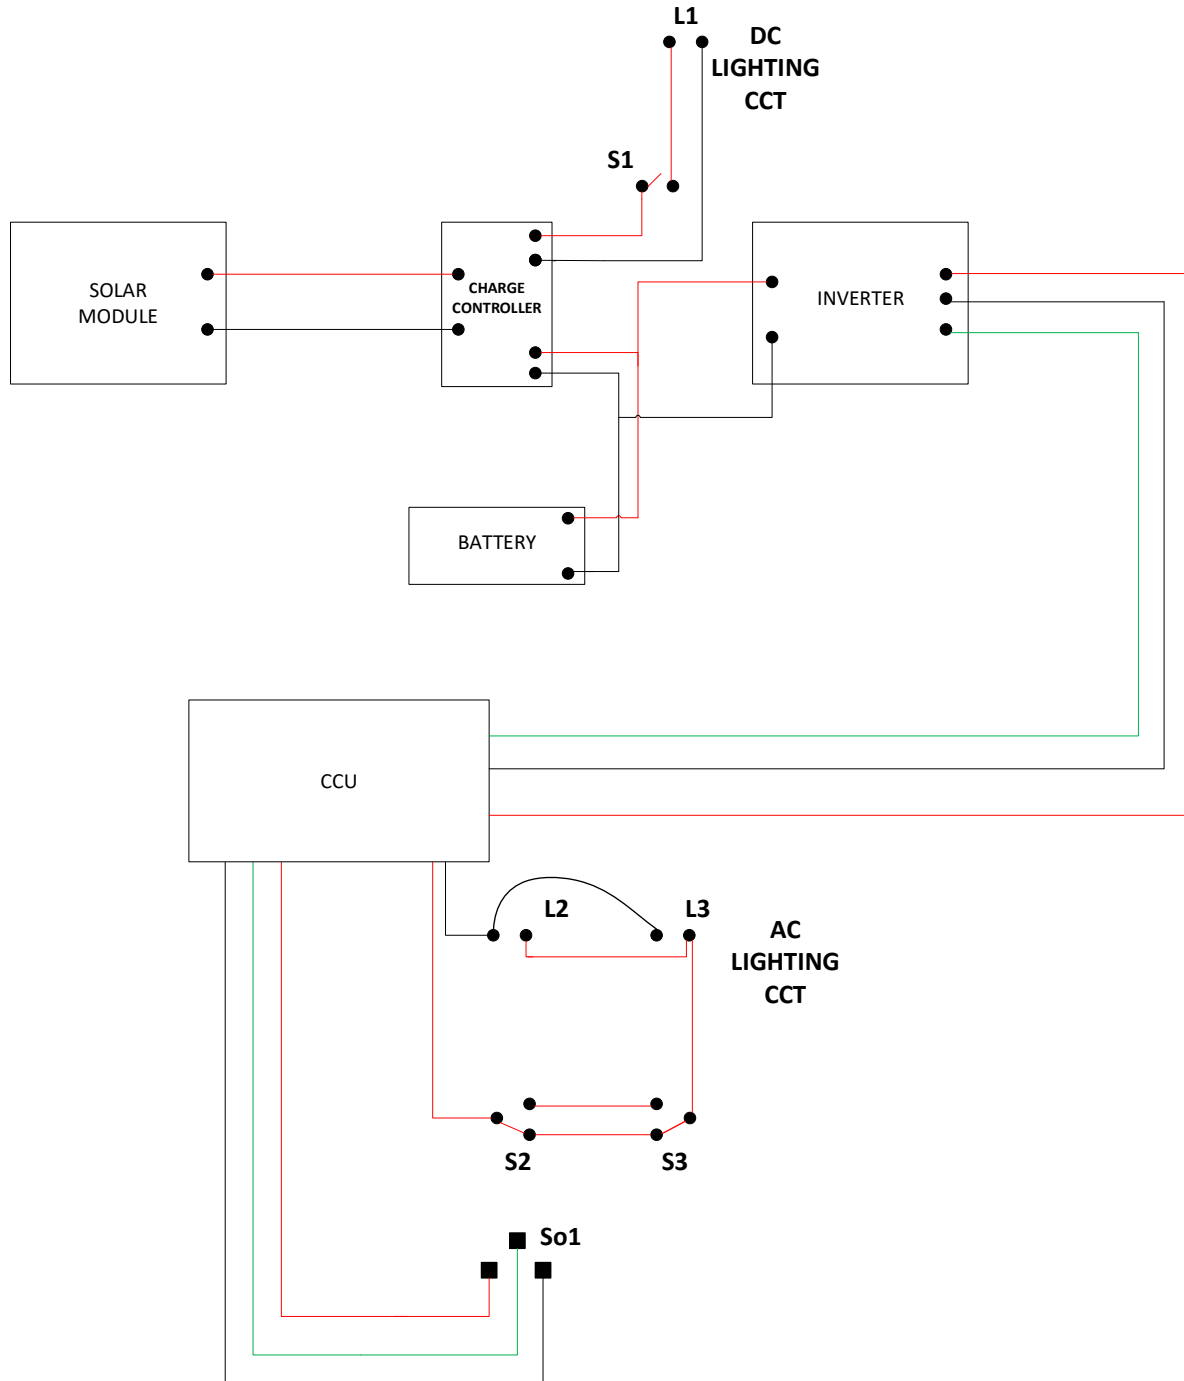 L1
DC
LIGHTING
CCT
S1
SOLAR
MODULE
CHARGE
CONTROLLER
INVERTER
BATTERY
CCU
L2
L3
AC
LIGHTING
CCT
S2
S3
So1